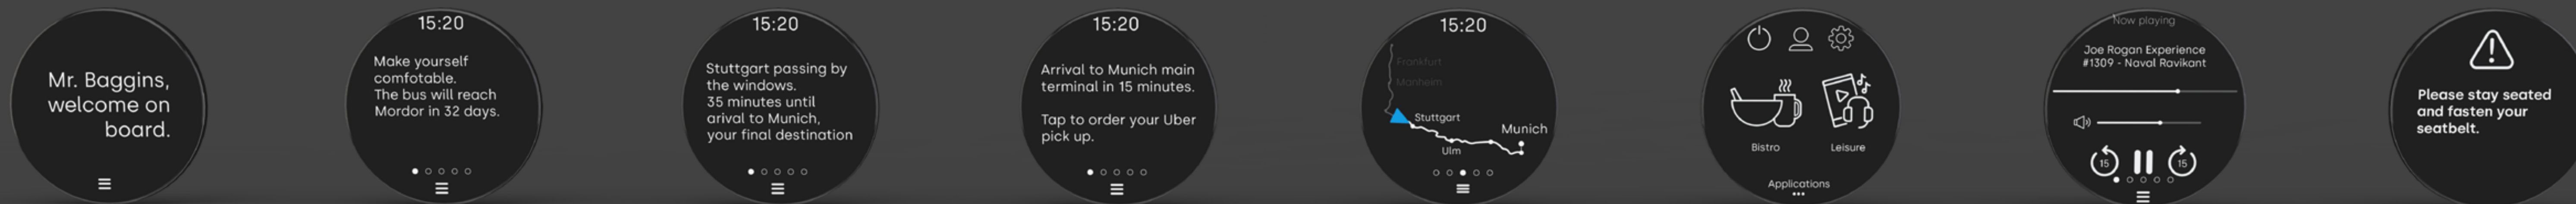 Mr. Baggins,
welcome on
board.
15:20
Make yourself
comfotable.
The bus will reach
Mordor in 32 days.
15:20
Stuttgart passing by
the windows.
35 minutes until
arival to Munich,
your final destination
15:20
Arrival to Munich main
terminal in 15 minutes.
Tap to order your Uber
pick up.
15:20
Frankfurt
Manheim
Stuttgart
Munich
Ulm
Bistro
Leisure
Applications
Now playing
Joe Rogan Experience
#1309 - Naval Ravikant
15
15
Please stay seated
and fasten your
seatbelt.